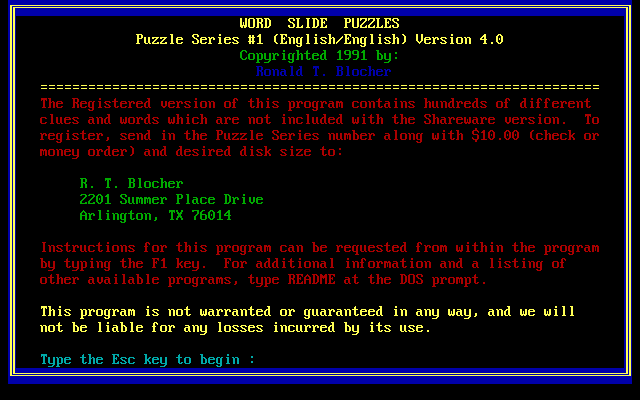 WORD  SLIDE  PUZZLES
Puzzle Series #1 (English/English) Version 4.0
Copyrighted 1991 by:
Ronald T. Blocher
======================================================================
The Registered version of this program contains hundreds of different
clues and words which are not included with the Shareware version.  To
register, send in the Puzzle Series number along with $10.00 (check or
money order) and desired disk size to:
R. T. Blocher
2201 Summer Place Drive
Arlington, TX 76014
Instructions for this program can be requested from within the program
by typing the F1 key.  For additional information and a listing of
other available programs, type README at the DOS prompt.
This program is not warranted or guaranteed in any way, and we will
not be liable for any losses incurred by its use.
Type the Esc key to begin :